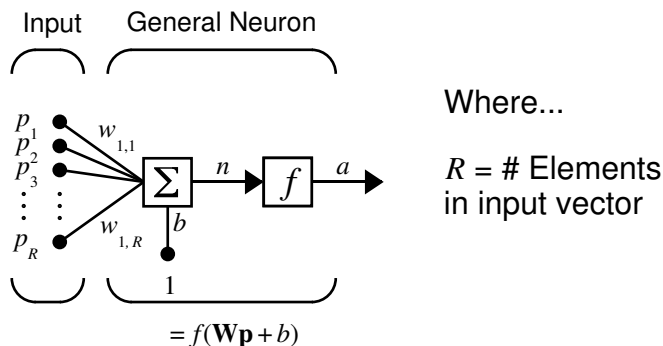 Input General Neuron
p1 w1,1
p2
p3
Σ n f a
b
pR w1,R
1
= f(Wp + b)
Where...
R = # Elements
in input vector